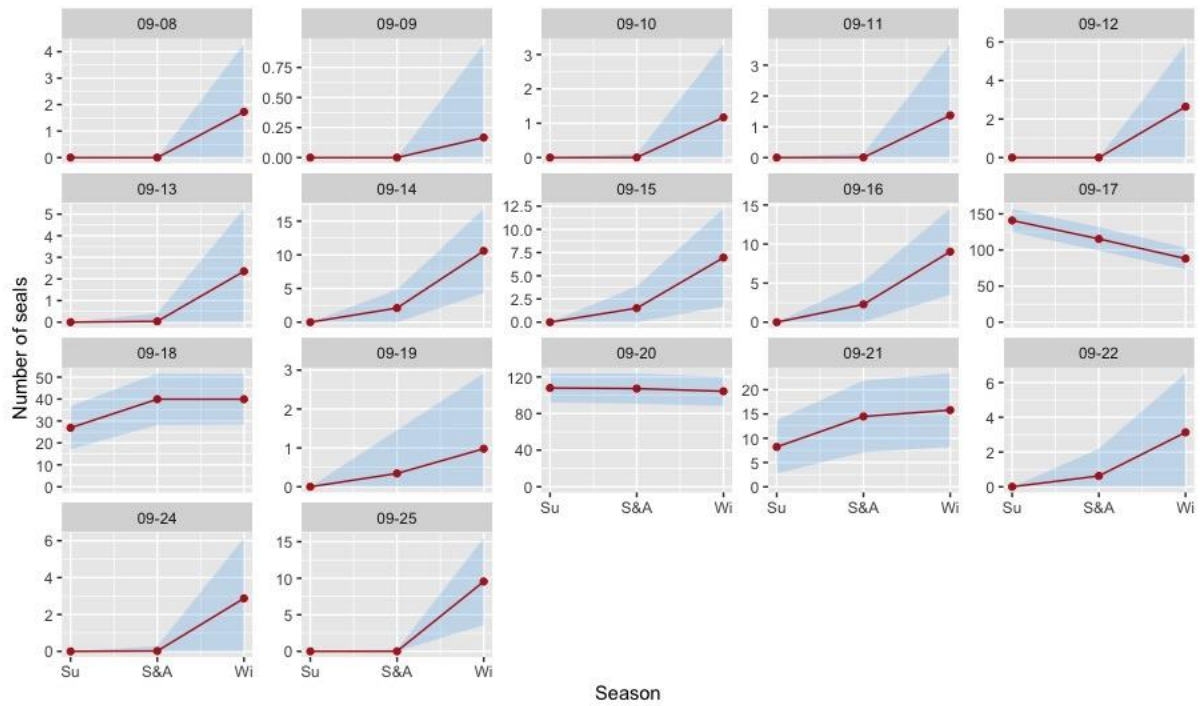 09-08 09-09 09-10 09-11 09-12
4 3 2 1 0
0.75 0.50 0.25 0.00
3 2 1 0
3 2 1 0
6 4 2 0
09-13 09-14 09-15 09-16 09-17
5 4 3 2 1 0
15 10 5 0
12.5 10.0 7.5 5.0 2.5 0.0
15 10 5 0
150 100 50 0
Number of seals
09-18 09-19 09-20 09-21 09-22
50 40 30 20 10 0
3 2 1 0
120 80 40 0
20 15 10 5 0
6 4 2 0
Su S&A Wi Su S&A Wi Su S&A Wi
09-24 09-25
6 4 2 0
15 10 5 0
Su S&A Wi Su S&A Wi
Season